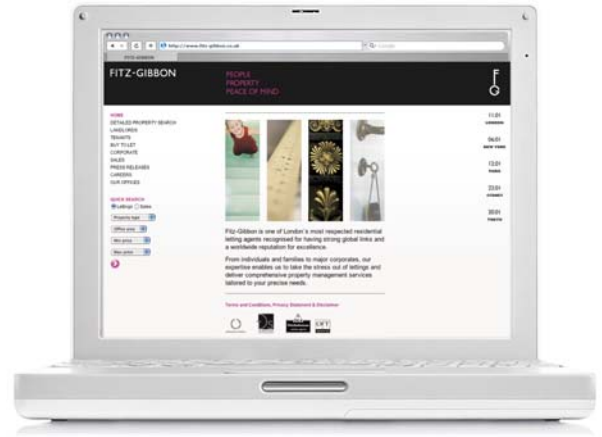 http://www.fitz-gibbon.co.uk
Google
FITZ-GIBBON
FITZ-GIBBON
PEOPLE
PROPERTY
PEACE OF MIND
HOME
DETAILED PROPERTY SEARCH
LANDLORDS
TENANTS
BUY TO LET
CORPORATE
SALES
PRESS RELEASES
CAREERS
OUR OFFICES
QUICK SEARCH
Lettings Sales
Property type
Office area
Min price
Max price
Fitz-Gibbon is one of London's most respected residential
letting agents recognised for having strong global links and
a worldwide reputation for excellence.
From individuals and families to major corporates, our
expertise enables us to take the stress out of lettings and
deliver comprehensive property management services
tailored to your precise needs.
Terms and Conditions, Privacy Statement & Disclaimer
OFT
11.01
LONDON
06.01
NEW YORK
12.01
PARIS
22.01
SYDNEY
20.01
TOKYO